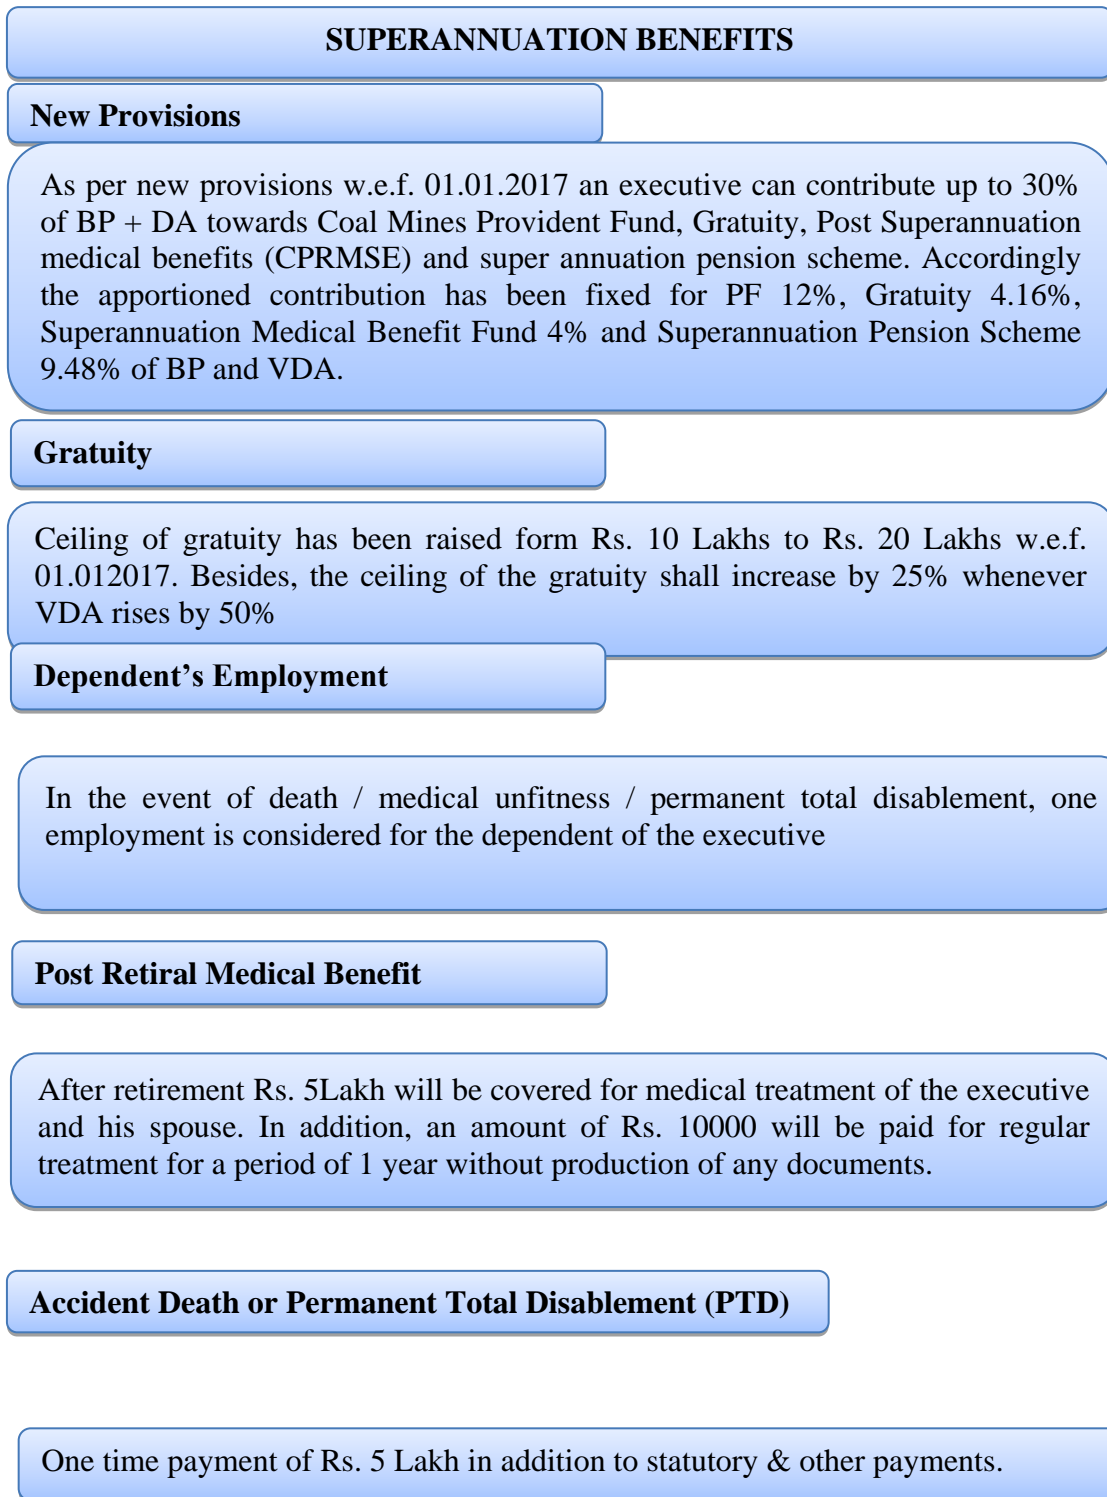 SUPERANNUATION BENEFITS
New Provisions
As per new provisions w.e.f. 01.01.2017 an executive can contribute up to 30%
of BP + DA towards Coal Mines Provident Fund, Gratuity, Post Superannuation
medical benefits (CPRMSE) and super annuation pension scheme. Accordingly
the apportioned contribution has been fixed for PF 12%, Gratuity 4.16%,
Superannuation Medical Benefit Fund 4% and Superannuation Pension Scheme
9.48% of BP and VDA.
Gratuity
Ceiling of gratuity has been raised form Rs. 10 Lakhs to Rs. 20 Lakhs w.e.f.
01.012017. Besides, the ceiling of the gratuity shall increase by 25% whenever
VDA rises by 50%
Dependent’s Employment
In the event of death / medical unfitness / permanent total disablement, one
employment is considered for the dependent of the executive
Post Retiral Medical Benefit
After retirement Rs. 5Lakh will be covered for medical treatment of the executive
and his spouse. In addition, an amount of Rs. 10000 will be paid for regular
treatment for a period of 1 year without production of any documents.
Accident Death or Permanent Total Disablement (PTD)
One time payment of Rs. 5 Lakh in addition to statutory & other payments.